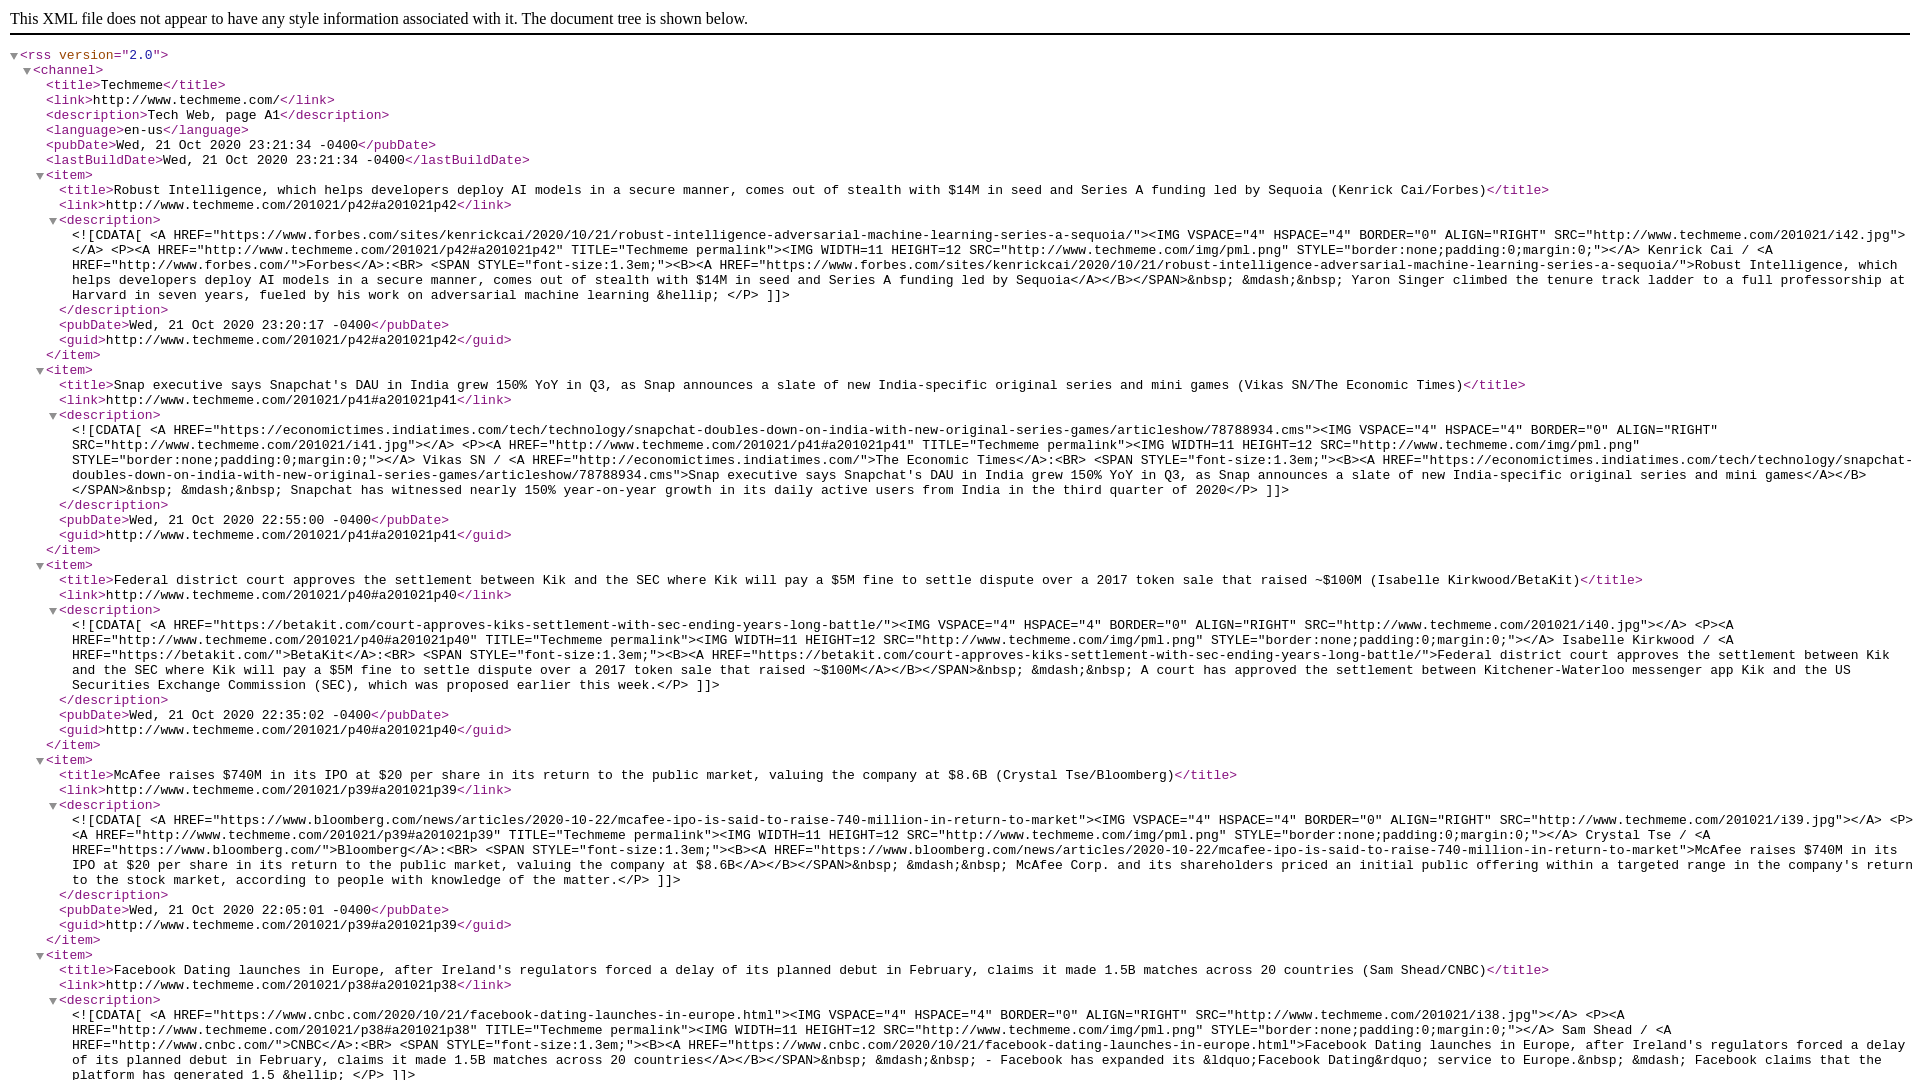 This XML file does not appear to have any style information associated with it. The document tree is shown below.
<rss version="2.0">
<channel>
<title>Techmeme</title>
<link>http://www.techmeme.com/</link>
<description>Tech Web, page A1</description>
<language>en-us</language>
<pubDate>Wed, 21 Oct 2020 23:21:34 -0400</pubDate>
<lastBuildDate>Wed, 21 Oct 2020 23:21:34 -0400</lastBuildDate>
<item>
<title>Robust Intelligence, which helps developers deploy AI models in a secure manner, comes out of stealth with $14M in seed and Series A funding led by Sequoia (Kenrick Cai/Forbes)</title>
<link>http://www.techmeme.com/201021/p42#a201021p42</link>
<description>
<![CDATA[ <A HREF="https://www.forbes.com/sites/kenrickcai/2020/10/21/robust-intelligence-adversarial-machine-learning-series-a-sequoia/"><IMG VSPACE="4" HSPACE="4" BORDER="0" ALIGN="RIGHT" SRC="http://www.techmeme.com/201021/i42.jpg">
</A> <P><A HREF="http://www.techmeme.com/201021/p42#a201021p42" TITLE="Techmeme permalink"><IMG WIDTH=11 HEIGHT=12 SRC="http://www.techmeme.com/img/pml.png" STYLE="border:none;padding:0;margin:0;"></A> Kenrick Cai / <A
HREF="http://www.forbes.com/">Forbes</A>:<BR> <SPAN STYLE="font-size:1.3em;"><B><A HREF="https://www.forbes.com/sites/kenrickcai/2020/10/21/robust-intelligence-adversarial-machine-learning-series-a-sequoia/">Robust Intelligence, which
helps developers deploy AI models in a secure manner, comes out of stealth with $14M in seed and Series A funding led by Sequoia</A></B></SPAN>&nbsp; &mdash;&nbsp; Yaron Singer climbed the tenure track ladder to a full professorship at
Harvard in seven years, fueled by his work on adversarial machine learning &hellip; </P> ]]>
</description>
<pubDate>Wed, 21 Oct 2020 23:20:17 -0400</pubDate>
<guid>http://www.techmeme.com/201021/p42#a201021p42</guid>
</item>
<item>
<title>Snap executive says Snapchat's DAU in India grew 150% YoY in Q3, as Snap announces a slate of new India-specific original series and mini games (Vikas SN/The Economic Times)</title>
<link>http://www.techmeme.com/201021/p41#a201021p41</link>
<description>
<![CDATA[ <A HREF="https://economictimes.indiatimes.com/tech/technology/snapchat-doubles-down-on-india-with-new-original-series-games/articleshow/78788934.cms"><IMG VSPACE="4" HSPACE="4" BORDER="0" ALIGN="RIGHT"
SRC="http://www.techmeme.com/201021/i41.jpg"></A> <P><A HREF="http://www.techmeme.com/201021/p41#a201021p41" TITLE="Techmeme permalink"><IMG WIDTH=11 HEIGHT=12 SRC="http://www.techmeme.com/img/pml.png"
STYLE="border:none;padding:0;margin:0;"></A> Vikas SN / <A HREF="http://economictimes.indiatimes.com/">The Economic Times</A>:<BR> <SPAN STYLE="font-size:1.3em;"><B><A HREF="https://economictimes.indiatimes.com/tech/technology/snapchat-
doubles-down-on-india-with-new-original-series-games/articleshow/78788934.cms">Snap executive says Snapchat's DAU in India grew 150% YoY in Q3, as Snap announces a slate of new India-specific original series and mini games</A></B>
</SPAN>&nbsp; &mdash;&nbsp; Snapchat has witnessed nearly 150% year-on-year growth in its daily active users from India in the third quarter of 2020</P> ]]>
</description>
<pubDate>Wed, 21 Oct 2020 22:55:00 -0400</pubDate>
<guid>http://www.techmeme.com/201021/p41#a201021p41</guid>
</item>
<item>
<title>Federal district court approves the settlement between Kik and the SEC where Kik will pay a $5M fine to settle dispute over a 2017 token sale that raised ~$100M (Isabelle Kirkwood/BetaKit)</title>
<link>http://www.techmeme.com/201021/p40#a201021p40</link>
<description>
<![CDATA[ <A HREF="https://betakit.com/court-approves-kiks-settlement-with-sec-ending-years-long-battle/"><IMG VSPACE="4" HSPACE="4" BORDER="0" ALIGN="RIGHT" SRC="http://www.techmeme.com/201021/i40.jpg"></A> <P><A
HREF="http://www.techmeme.com/201021/p40#a201021p40" TITLE="Techmeme permalink"><IMG WIDTH=11 HEIGHT=12 SRC="http://www.techmeme.com/img/pml.png" STYLE="border:none;padding:0;margin:0;"></A> Isabelle Kirkwood / <A
HREF="https://betakit.com/">BetaKit</A>:<BR> <SPAN STYLE="font-size:1.3em;"><B><A HREF="https://betakit.com/court-approves-kiks-settlement-with-sec-ending-years-long-battle/">Federal district court approves the settlement between Kik
and the SEC where Kik will pay a $5M fine to settle dispute over a 2017 token sale that raised ~$100M</A></B></SPAN>&nbsp; &mdash;&nbsp; A court has approved the settlement between Kitchener-Waterloo messenger app Kik and the US
Securities Exchange Commission (SEC), which was proposed earlier this week.</P> ]]>
</description>
<pubDate>Wed, 21 Oct 2020 22:35:02 -0400</pubDate>
<guid>http://www.techmeme.com/201021/p40#a201021p40</guid>
</item>
<item>
<title>McAfee raises $740M in its IPO at $20 per share in its return to the public market, valuing the company at $8.6B (Crystal Tse/Bloomberg)</title>
<link>http://www.techmeme.com/201021/p39#a201021p39</link>
<description>
<![CDATA[ <A HREF="https://www.bloomberg.com/news/articles/2020-10-22/mcafee-ipo-is-said-to-raise-740-million-in-return-to-market"><IMG VSPACE="4" HSPACE="4" BORDER="0" ALIGN="RIGHT" SRC="http://www.techmeme.com/201021/i39.jpg"></A> <P>
<A HREF="http://www.techmeme.com/201021/p39#a201021p39" TITLE="Techmeme permalink"><IMG WIDTH=11 HEIGHT=12 SRC="http://www.techmeme.com/img/pml.png" STYLE="border:none;padding:0;margin:0;"></A> Crystal Tse / <A
HREF="https://www.bloomberg.com/">Bloomberg</A>:<BR> <SPAN STYLE="font-size:1.3em;"><B><A HREF="https://www.bloomberg.com/news/articles/2020-10-22/mcafee-ipo-is-said-to-raise-740-million-in-return-to-market">McAfee raises $740M in its
IPO at $20 per share in its return to the public market, valuing the company at $8.6B</A></B></SPAN>&nbsp; &mdash;&nbsp; McAfee Corp. and its shareholders priced an initial public offering within a targeted range in the company's return
to the stock market, according to people with knowledge of the matter.</P> ]]>
</description>
<pubDate>Wed, 21 Oct 2020 22:05:01 -0400</pubDate>
<guid>http://www.techmeme.com/201021/p39#a201021p39</guid>
</item>
<item>
<title>Facebook Dating launches in Europe, after Ireland's regulators forced a delay of its planned debut in February, claims it made 1.5B matches across 20 countries (Sam Shead/CNBC)</title>
<link>http://www.techmeme.com/201021/p38#a201021p38</link>
<description>
<![CDATA[ <A HREF="https://www.cnbc.com/2020/10/21/facebook-dating-launches-in-europe.html"><IMG VSPACE="4" HSPACE="4" BORDER="0" ALIGN="RIGHT" SRC="http://www.techmeme.com/201021/i38.jpg"></A> <P><A
HREF="http://www.techmeme.com/201021/p38#a201021p38" TITLE="Techmeme permalink"><IMG WIDTH=11 HEIGHT=12 SRC="http://www.techmeme.com/img/pml.png" STYLE="border:none;padding:0;margin:0;"></A> Sam Shead / <A
HREF="http://www.cnbc.com/">CNBC</A>:<BR> <SPAN STYLE="font-size:1.3em;"><B><A HREF="https://www.cnbc.com/2020/10/21/facebook-dating-launches-in-europe.html">Facebook Dating launches in Europe, after Ireland's regulators forced a delay
of its planned debut in February, claims it made 1.5B matches across 20 countries</A></B></SPAN>&nbsp; &mdash;&nbsp; - Facebook has expanded its &ldquo;Facebook Dating&rdquo; service to Europe.&nbsp; &mdash; Facebook claims that the
platform has generated 1.5 &hellip; </P> ]]>